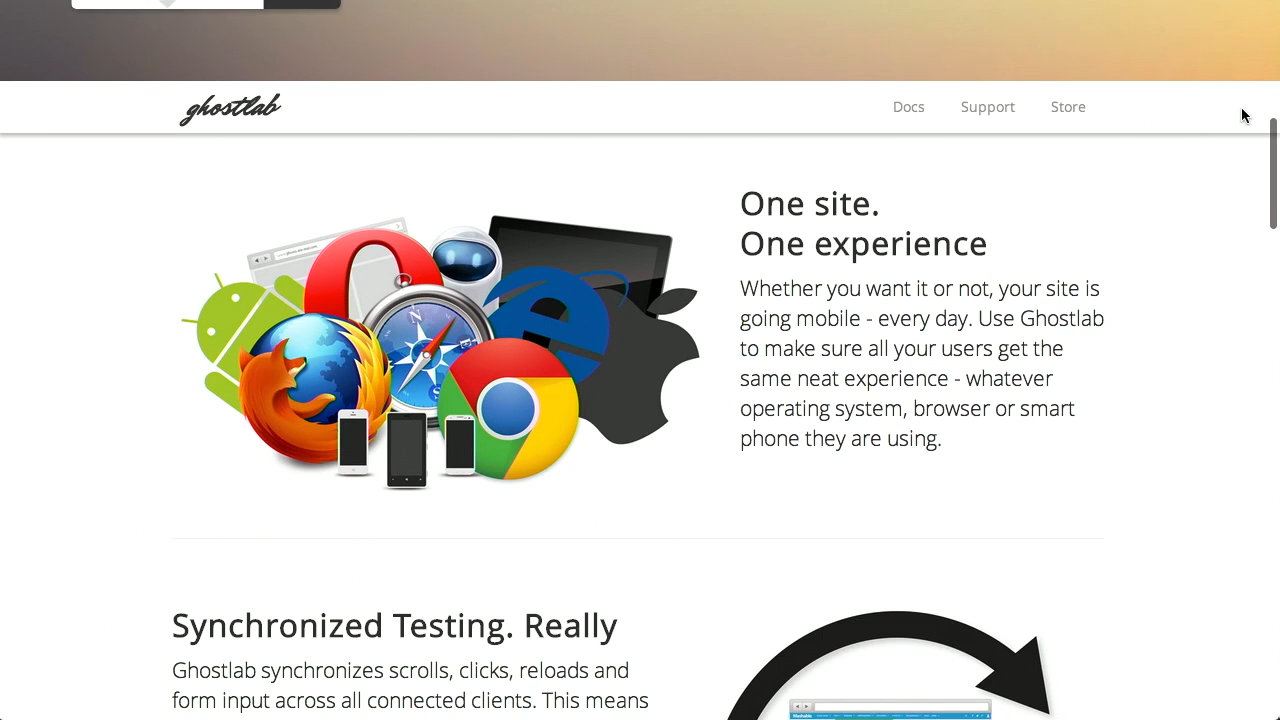 ghostlab
Docs Support Store
One site.
One experience
Whether you want it or not, your site is
going mobile - every day. Use Ghostlab
to make sure all your users get the
same neat experience - whatever
operating system, browser or smart
phone they are using.
Synchronized Testing. Really
Ghostlab synchronizes scrolls, clicks, reloads and
form input across all connected clients. This means